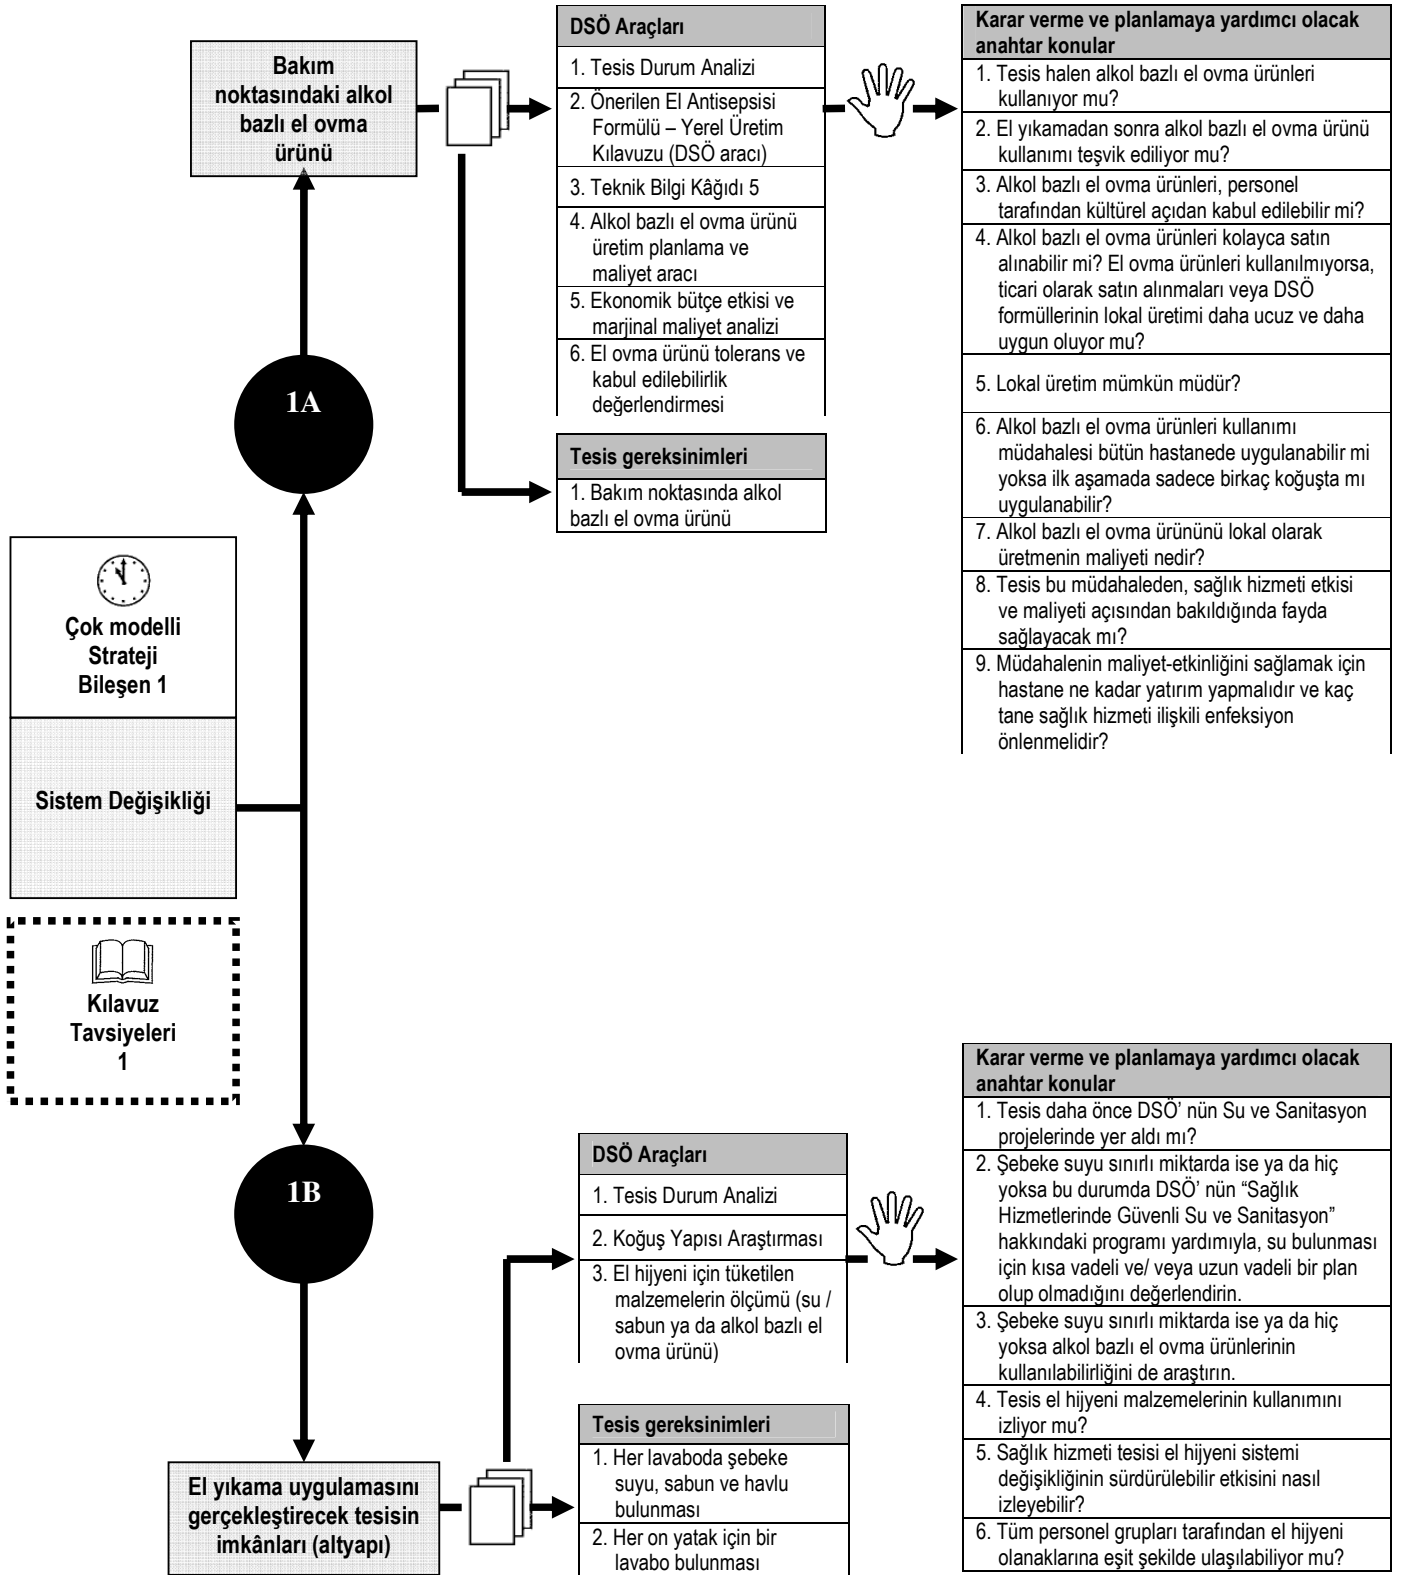 Bakım
noktasındaki alkol
bazlı el ovma
ürünü
DSÖ Araçları
1. Tesis Durum Analizi
2. Önerilen El Antisepsisi
Formülü – Yerel Üretim
Kılavuzu (DSÖ aracı)
3. Teknik Bilgi Kâğıdı 5
4. Alkol bazlı el ovma ürünü
üretim planlama ve
maliyet aracı
5. Ekonomik bütçe etkisi ve
marjinal maliyet analizi
6. El ovma ürünü tolerans ve
kabul edilebilirlik
değerlendirmesi
Tesis gereksinimleri
1. Bakım noktasında alkol
bazlı el ovma ürünü
Karar verme ve planlamaya yardımcı olacak
anahtar konular
1. Tesis halen alkol bazlı el ovma ürünleri
kullanıyor mu?
2. El yıkamadan sonra alkol bazlı el ovma ürünü
kullanımı teşvik ediliyor mu?
3. Alkol bazlı el ovma ürünleri, personel
tarafından kültürel açıdan kabul edilebilir mi?
4. Alkol bazlı el ovma ürünleri kolayca satın
alınabilir mi? El ovma ürünleri kullanılmıyorsa,
ticari olarak satın alınmaları veya DSÖ
formüllerinin lokal üretimi daha ucuz ve daha
uygun oluyor mu?
5. Lokal üretim mümkün müdür?
6. Alkol bazlı el ovma ürünleri kullanımı
müdahalesi bütün hastanede uygulanabilir mi
yoksa ilk aşamada sadece birkaç koğuşta mı
uygulanabilir?
7. Alkol bazlı el ovma ürününü lokal olarak
üretmenin maliyeti nedir?
8. Tesis bu müdahaleden, sağlık hizmeti etkisi
ve maliyeti açısından bakıldığında fayda
sağlayacak mı?
9. Müdahalenin maliyet-etkinliğini sağlamak için
hastane ne kadar yatırım yapmalıdır ve kaç
tane sağlık hizmeti ilişkili enfeksiyon
önlenmelidir?
1A
Çok modelli
Strateji
Bileşen 1
Sistem Değişikliği
Kılavuz
Tavsiyeleri
1
1B
El yıkama uygulamasını
gerçekleştirecek tesisin
imkânları (altyapı)
DSÖ Araçları
1. Tesis Durum Analizi
2. Koğuş Yapısı Araştırması
3. El hijyeni için tüketilen
malzemelerin ölçümü (su /
sabun ya da alkol bazlı el
ovma ürünü)
Tesis gereksinimleri
1. Her lavaboda şebeke
suyu, sabun ve havlu
bulunması
2. Her on yatak için bir
lavabo bulunması
Karar verme ve planlamaya yardımcı olacak
anahtar konular
1. Tesis daha önce DSÖ’ nün Su ve Sanitasyon
projelerinde yer aldı mı?
2. Şebeke suyu sınırlı miktarda ise ya da hiç
yoksa bu durumda DSÖ’ nün “Sağlık
Hizmetlerinde Güvenli Su ve Sanitasyon”
hakkındaki programı yardımıyla, su bulunması
için kısa vadeli ve/ veya uzun vadeli bir plan
olup olmadığını değerlendirin.
3. Şebeke suyu sınırlı miktarda ise ya da hiç
yoksa alkol bazlı el ovma ürünlerinin
kullanılabilirliğini de araştırın.
4. Tesis el hijyeni malzemelerinin kullanımını
izliyor mu?
5. Sağlık hizmeti tesisi el hijyeni sistemi
değişikliğinin sürdürülebilir etkisini nasıl
izleyebilir?
6. Tüm personel grupları tarafından el hijyeni
olanaklarına eşit şekilde ulaşılabiliyor mu?